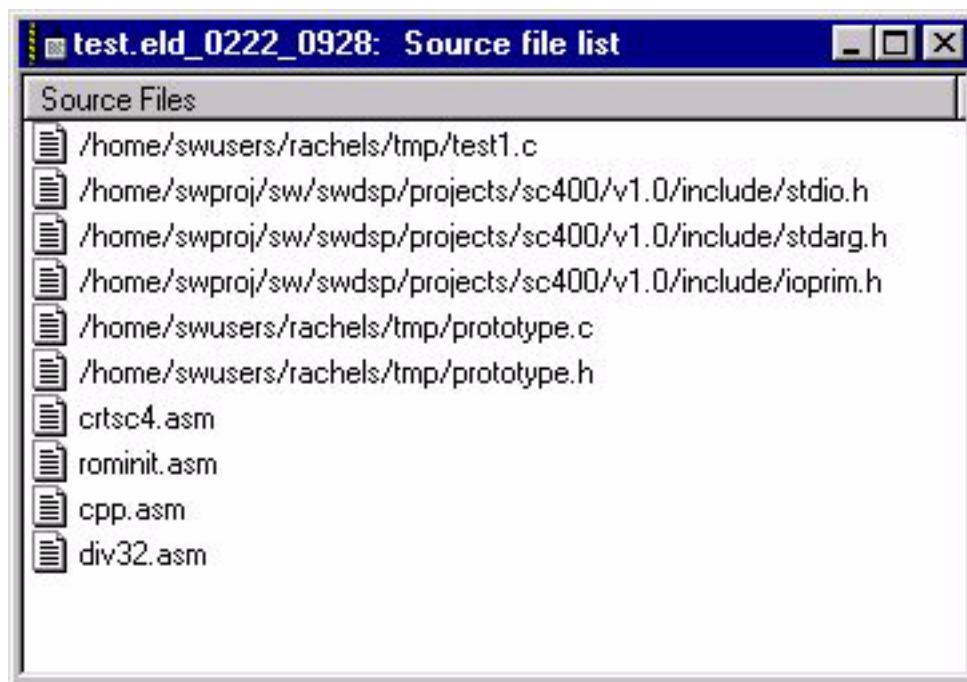 test.eld_0222_0928: Source file list
Source Files
/home/swusers/rachels/tmp/test1.c
/home/swproj/sw/swdsp/projects/sc400/v1.0/include/stdio.h
/home/swproj/sw/swdsp/projects/sc400/v1.0/include/stdarg.h
/home/swproj/sw/swdsp/projects/sc400/v1.0/include/ioprim.h
/home/swusers/rachels/tmp/prototype.c
/home/swusers/rachels/tmp/prototype.h
crtsc4.asm
rominit.asm
cpp.asm
div32.asm